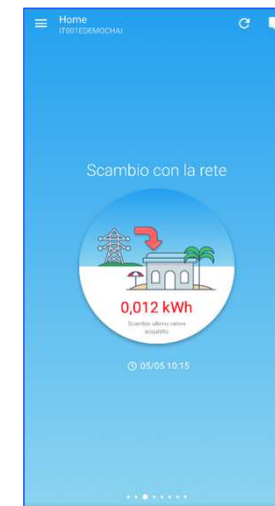 Home
IT001EDEMOCHAI
Scambio con la rete
0,012 kWh
Scambio ultimo valore
acquisito
05/05 10:15